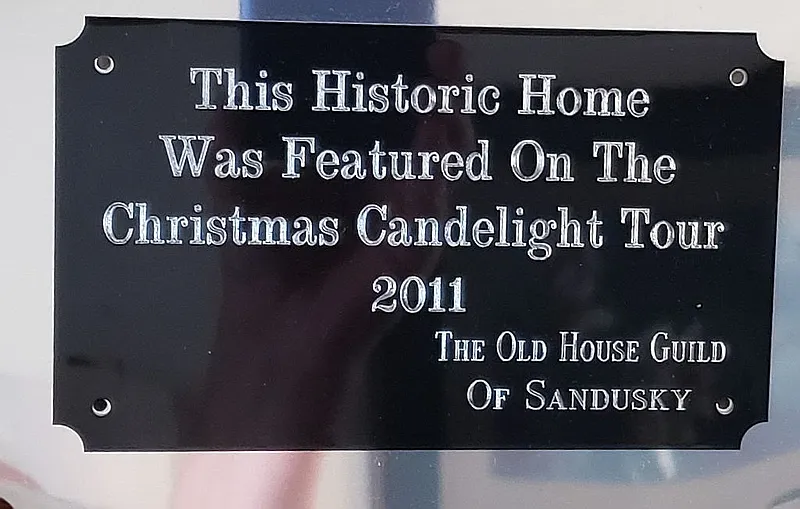 This Historic Home
Was Featured On The
Christmas Candelight Tour
2011
The Old House Guild
Of Sandusky